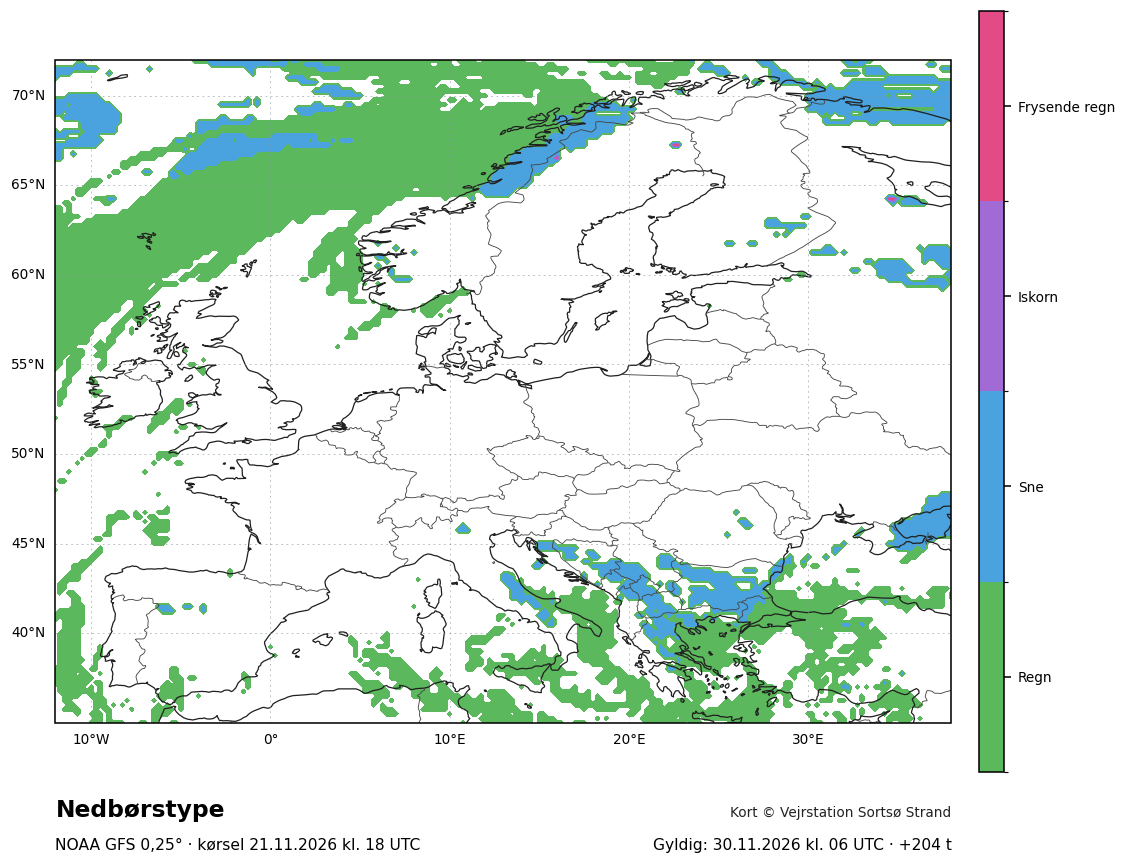 70°N
65°N
60°N
55°N
50°N
45°N
40°N
10°W
0°
10°E
20°E
30°E
Frysende regn
Iskorn
Sne
Regn
Nedbørstype
Kort © Vejrstation Sortsø Strand
NOAA GFS 0,25° · kørsel 21.11.2026 kl. 18 UTC
Gyldig: 30.11.2026 kl. 06 UTC · +204 t